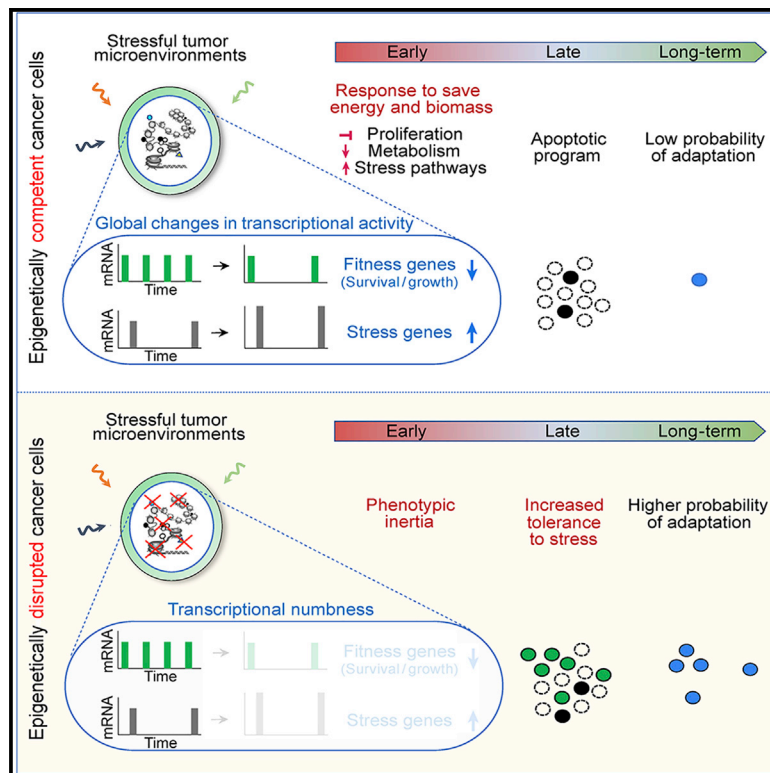 Epigenetically competent cancer cells
Stressful tumor
microenvironments
Early
Late
Long-term
Response to save
energy and biomass
Proliferation
Metabolism
Stress pathways
Apoptotic
program
Low probability
of adaptation
Global changes in transcriptional activity
mRNA
Time
Fitness genes
(Survival/growth)
mRNA
Time
Stress genes
Epigenetically disrupted cancer cells
Stressful tumor
microenvironments
Early
Late
Long-term
Phenotypic
inertia
Increased
tolerance
to stress
Higher probability
of adaptation
Transcriptional numbness
mRNA
Time
Fitness genes
(Survival/growth)
mRNA
Time
Stress genes